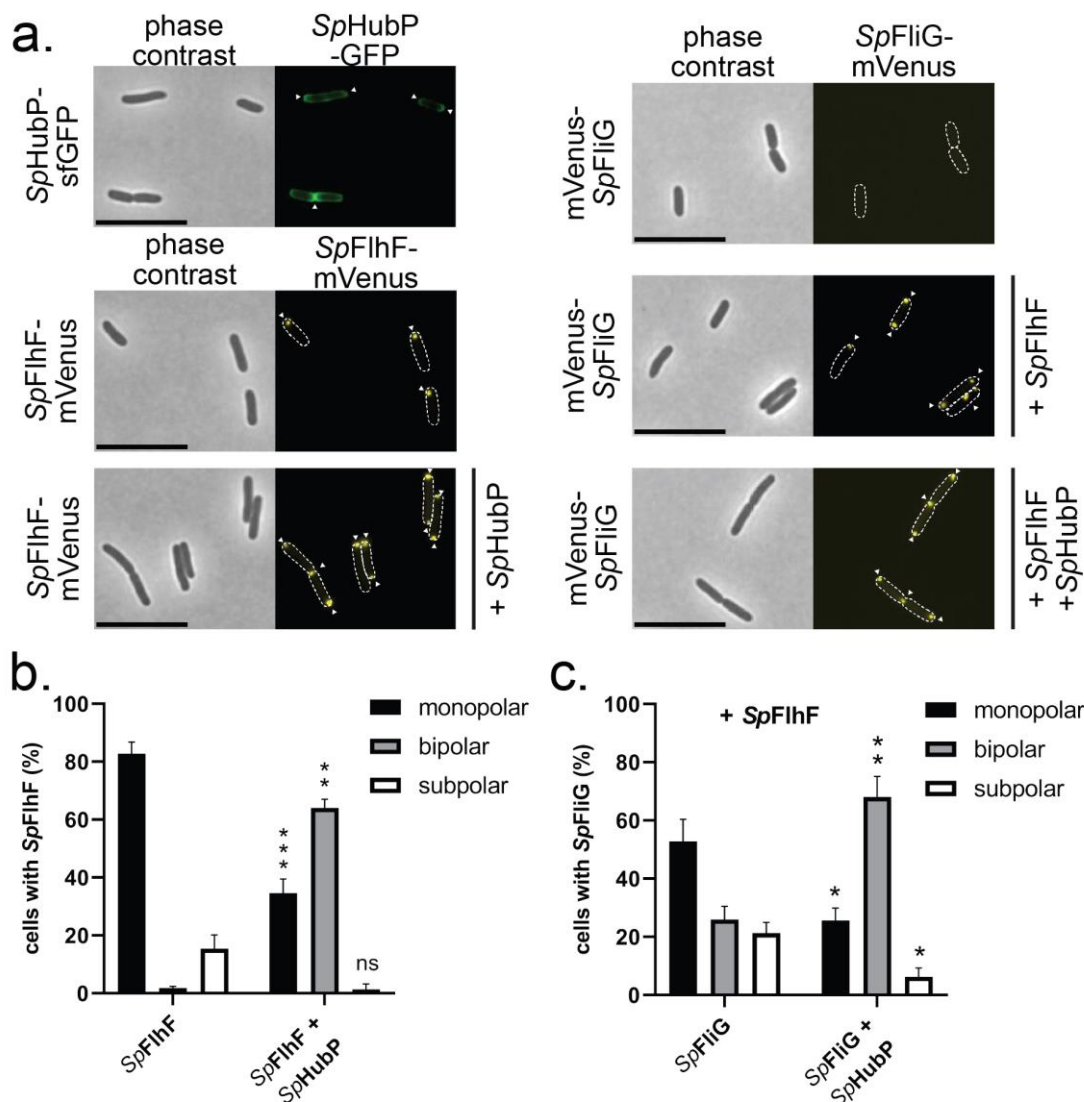 a.
phase
contrast
SpHubP
-GFP
SpHubP-
sfGFP
phase
contrast
SpFlhF-
mVenus
SpFlhF-
mVenus
SpFlhF-
mVenus
+ SpHubP
phase
contrast
SpFliG-
mVenus
mVenus-
SpFliG
mVenus-
SpFliG
+ SpFlhF
mVenus-
SpFliG
+ SpFlhF
+SpHubP
b.
cells with SpFlhF (%)
100
80
60
40
20
0
monopolar
bipolar
subpolar
***
**
ns
SpFlhF
SpFlhF +
SpHubP
c.
+ SpFlhF
cells with SpFliG (%)
100
80
60
40
20
0
monopolar
bipolar
subpolar
*
**
*
SpFliG
SpFliG +
SpHubP